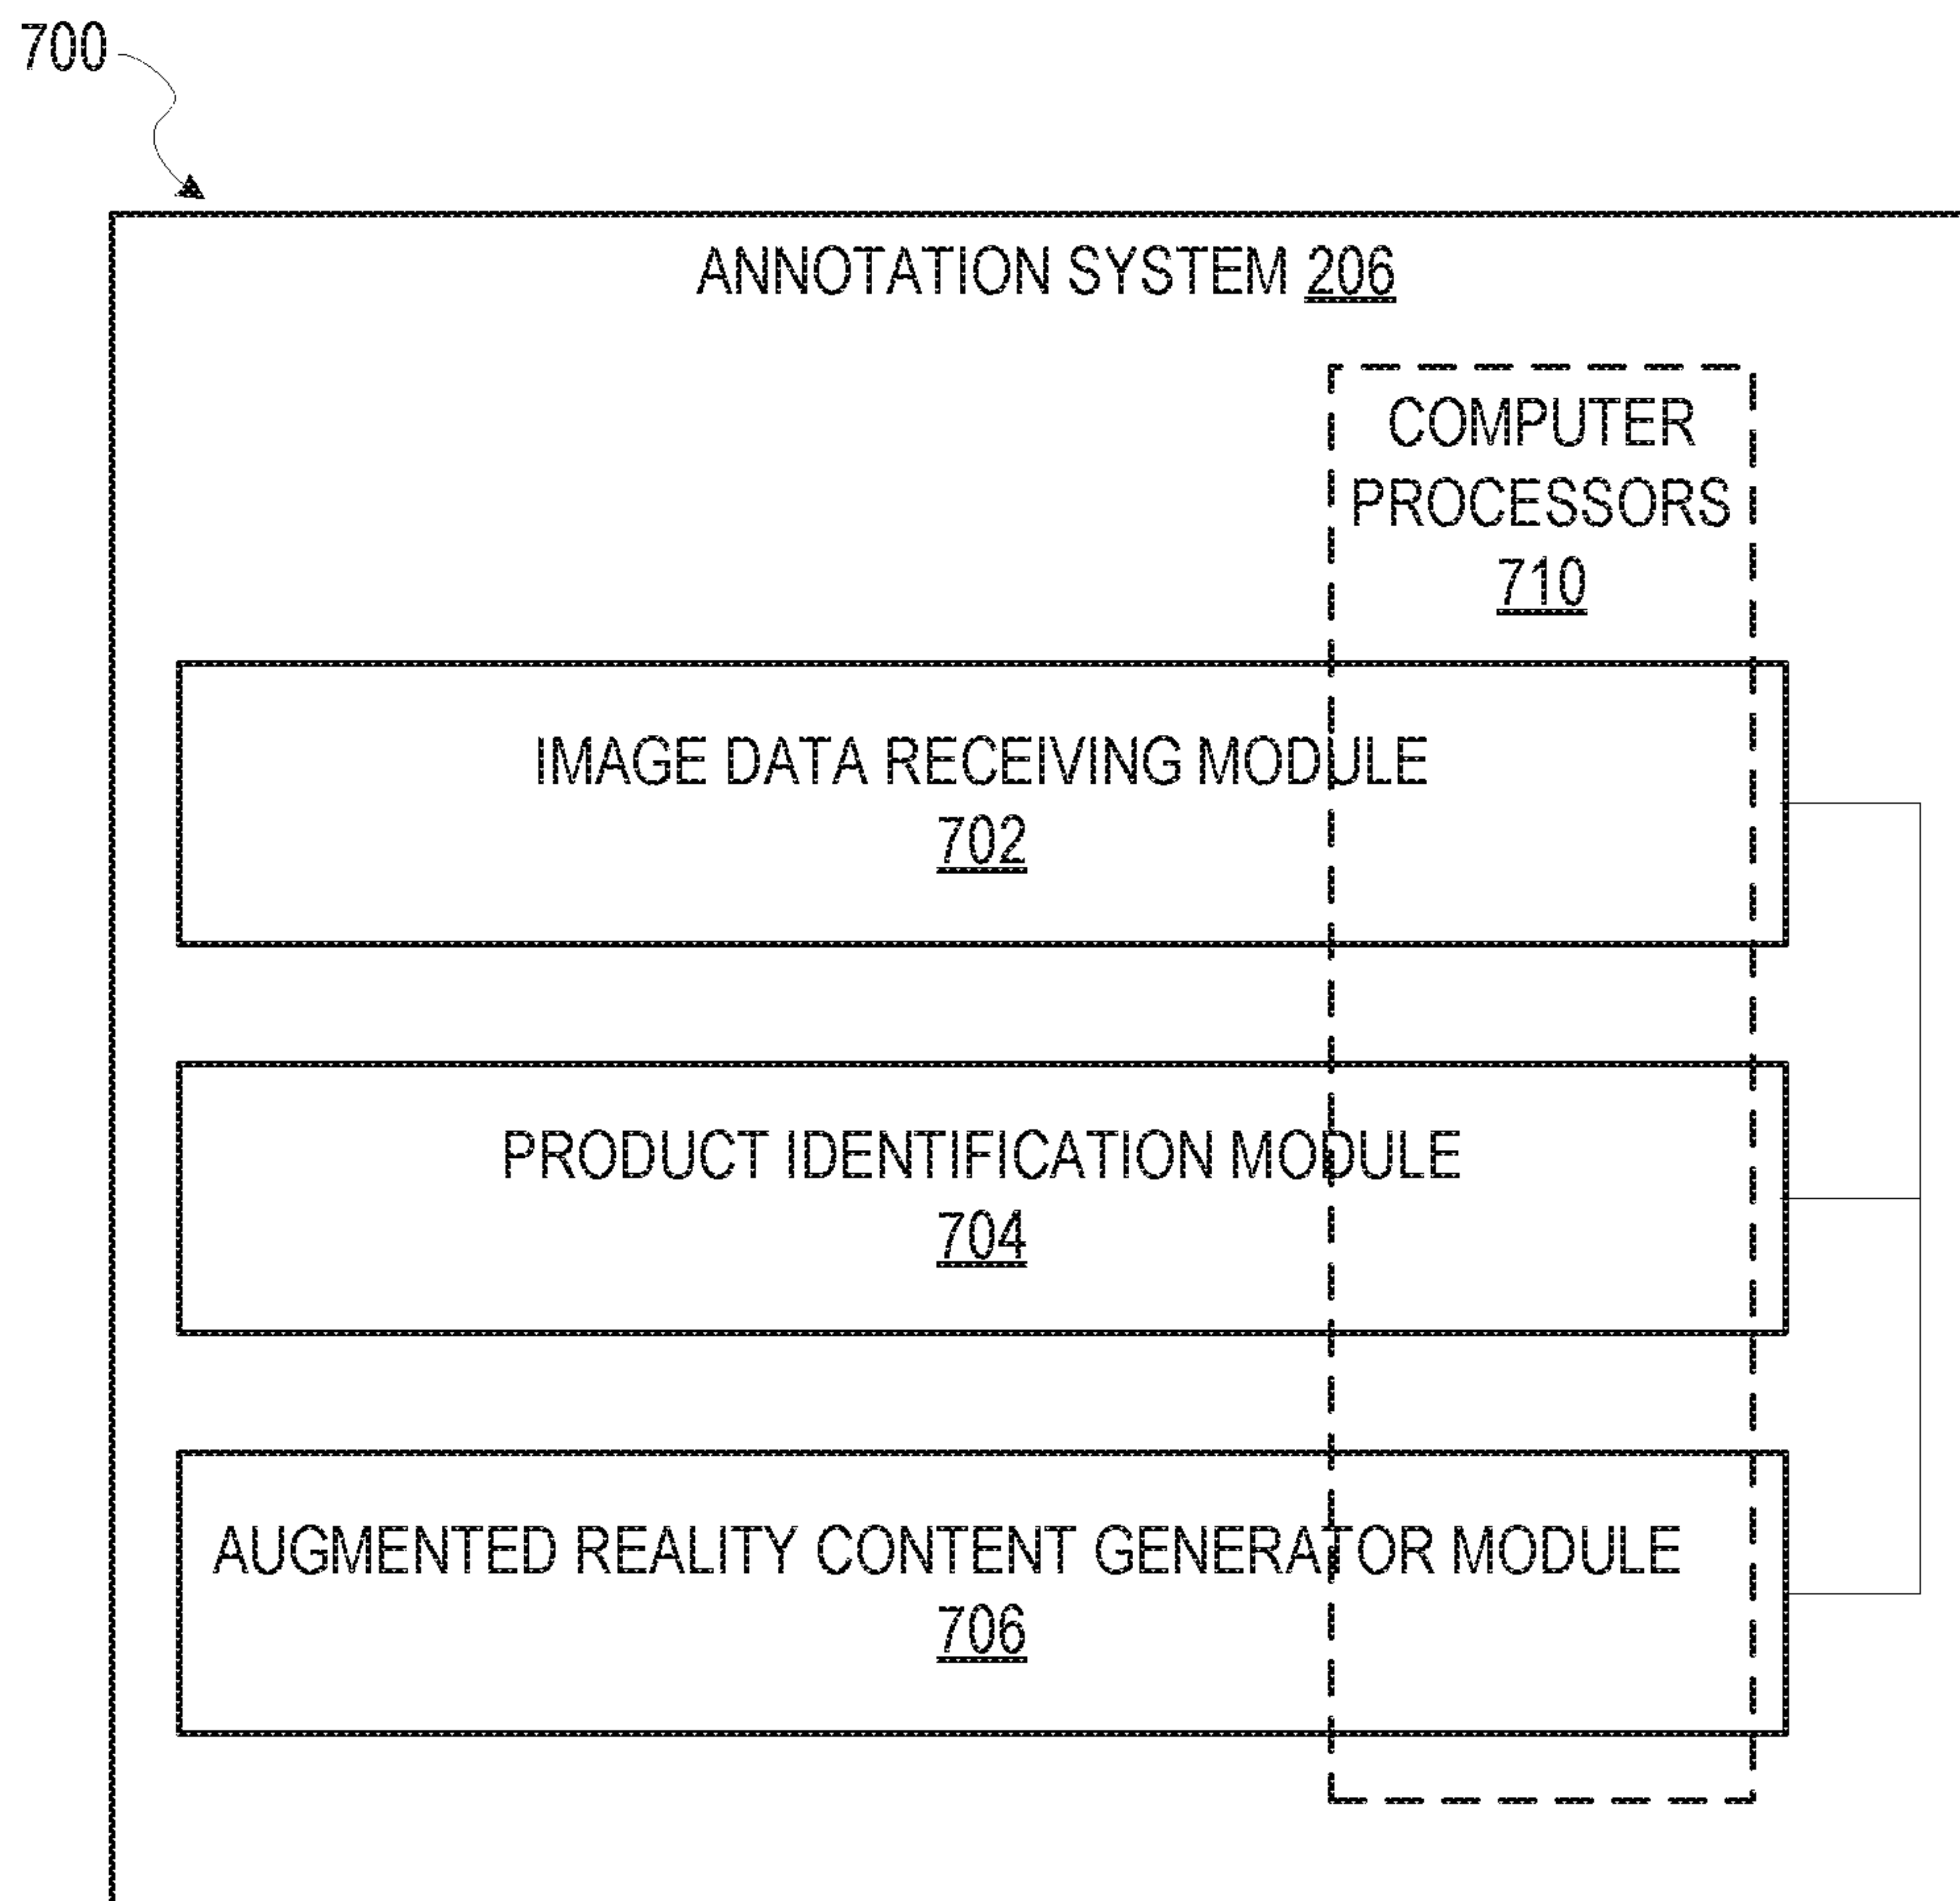 700
ANNOTATION SYSTEM 206
COMPUTER
PROCESSORS
710
IMAGE DATA RECEIVING MODULE
702
PRODUCT IDENTIFICATION MODULE
704
AUGMENTED REALITY CONTENT GENERATOR MODULE
706